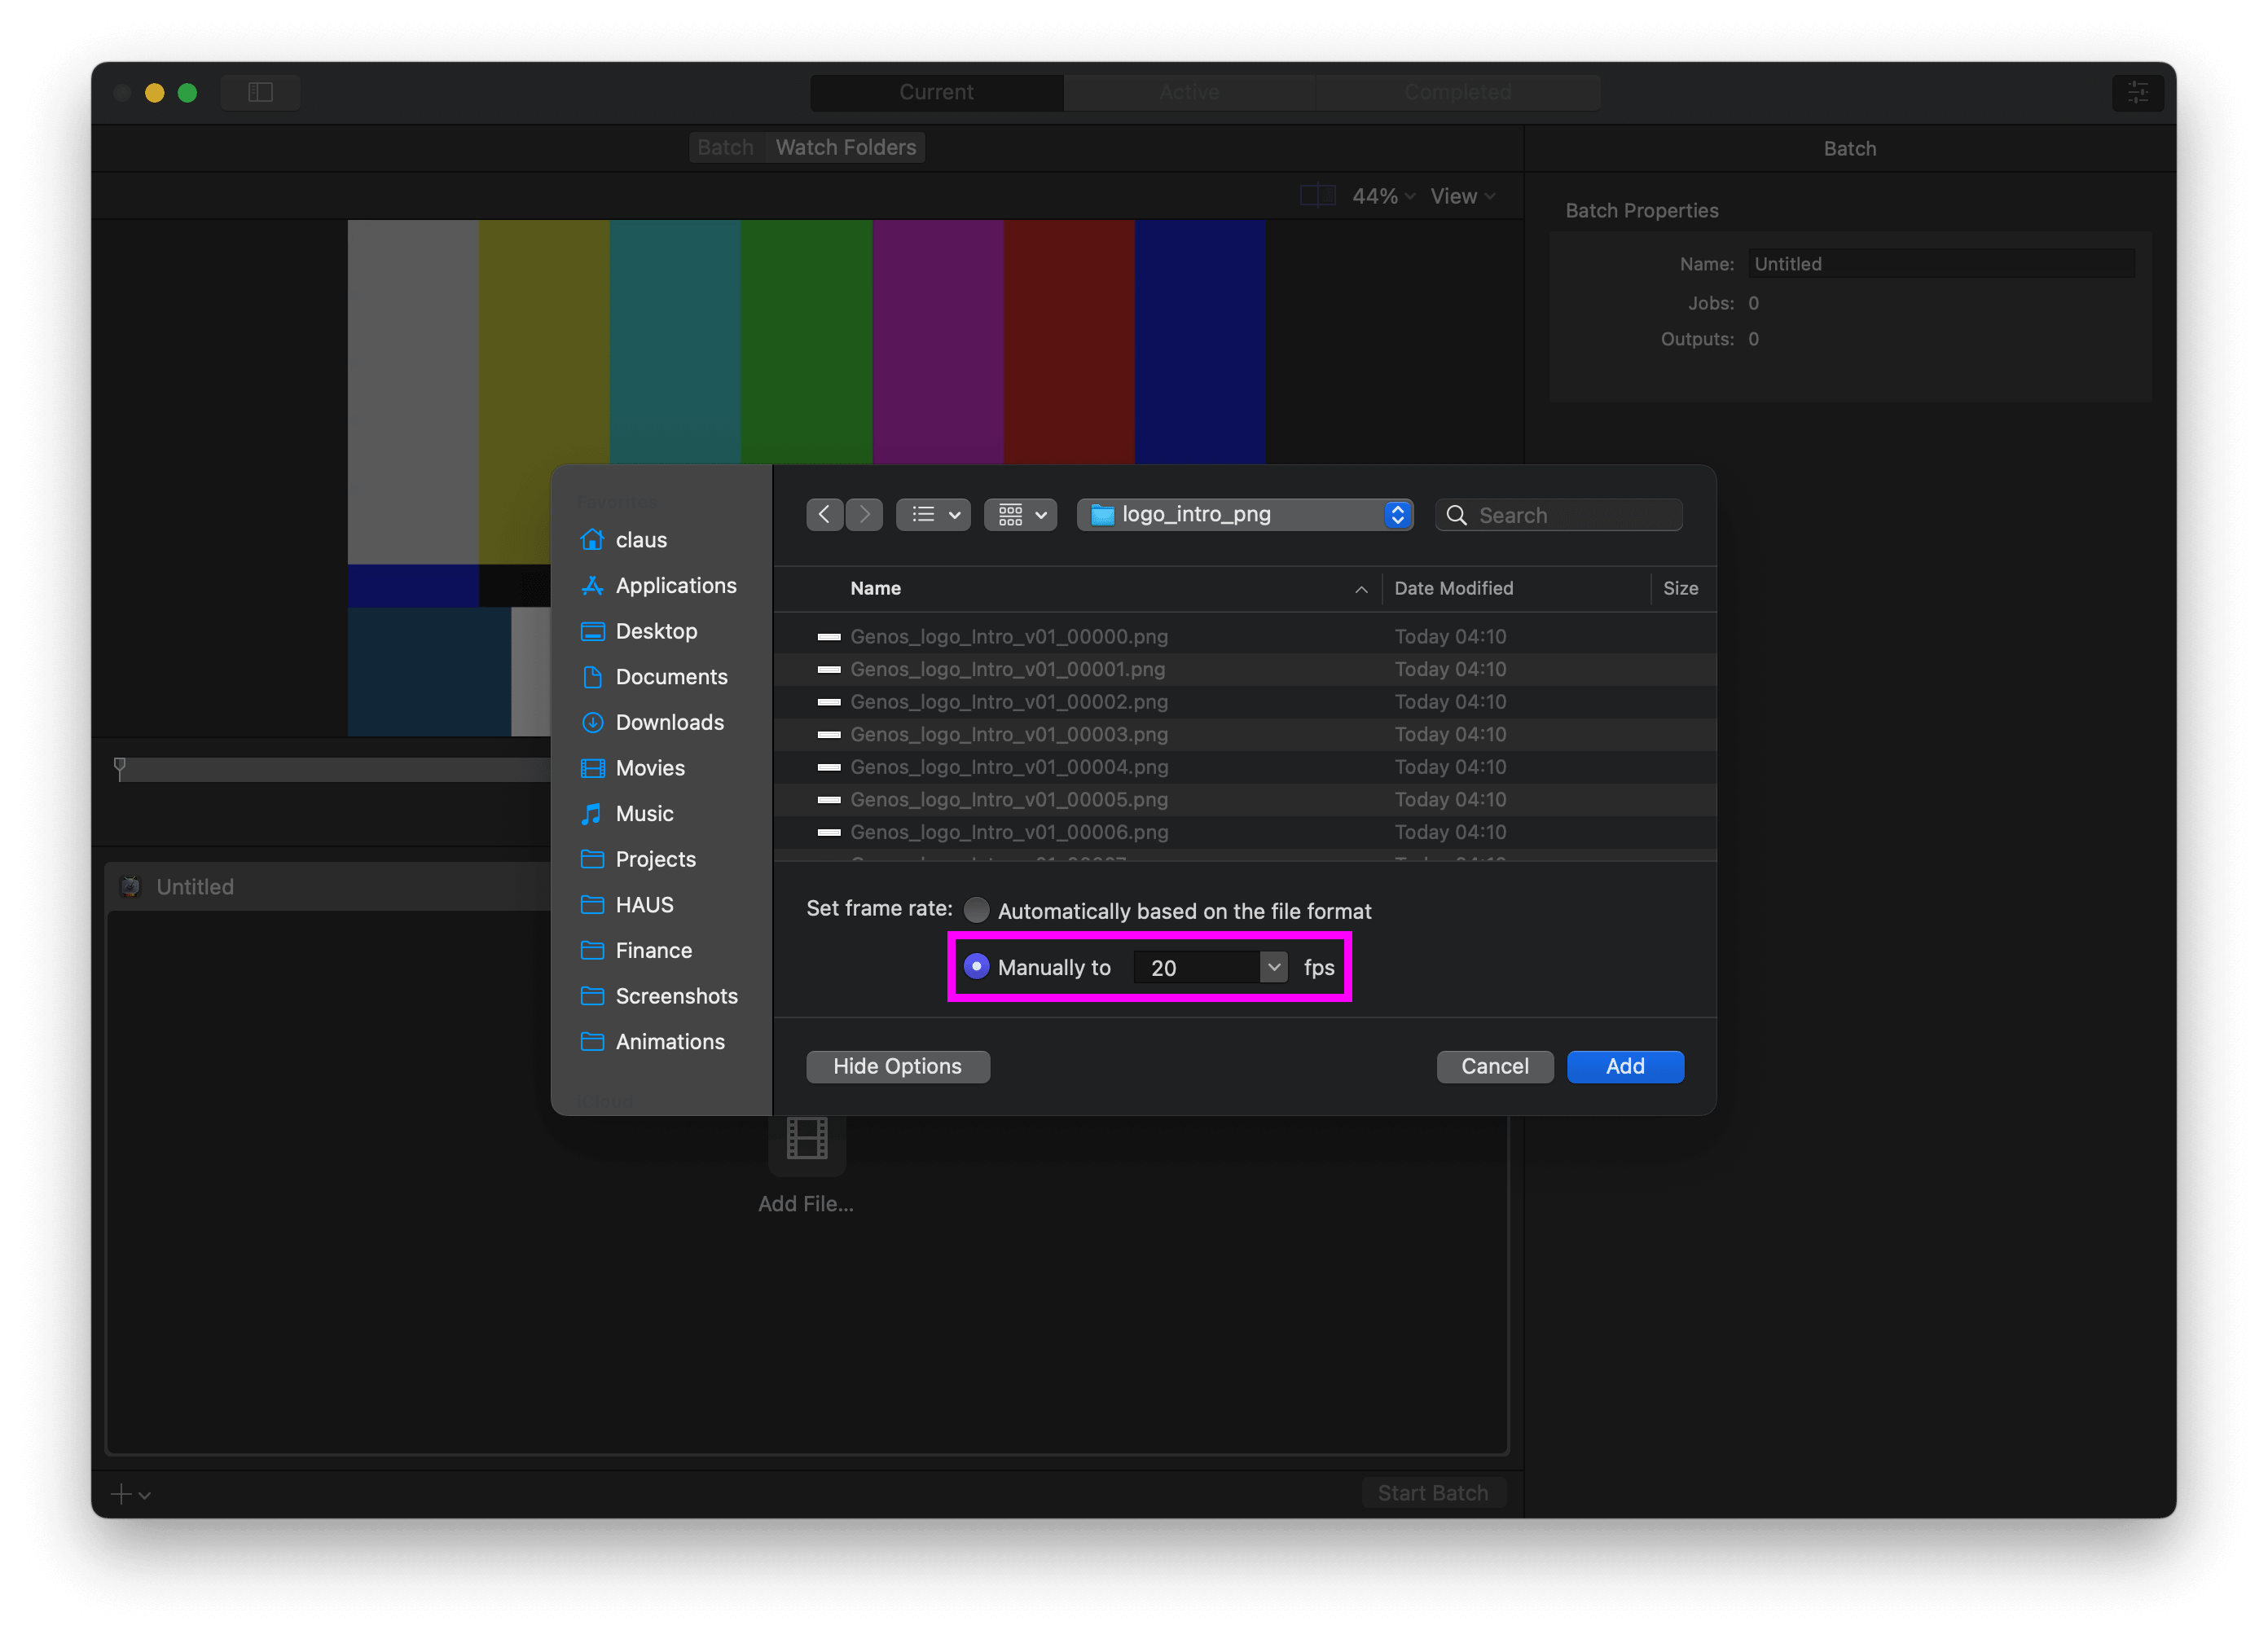 Current
Active
Completed
Batch
Watch Folders
Batch
44%
View
Batch Properties
Name: Untitled
Jobs: 0
Outputs: 0
Favorites
claus
Applications
Desktop
Documents
Downloads
Movies
Music
Projects
HAUS
Finance
Screenshots
Animations
iCloud
logo_intro_png
Search
Name
Date Modified
Size
Genos_logo_Intro_v01_00000.png Today 04:10
Genos_logo_Intro_v01_00001.png Today 04:10
Genos_logo_Intro_v01_00002.png Today 04:10
Genos_logo_Intro_v01_00003.png Today 04:10
Genos_logo_Intro_v01_00004.png Today 04:10
Genos_logo_Intro_v01_00005.png Today 04:10
Genos_logo_Intro_v01_00006.png Today 04:10
Set frame rate: Automatically based on the file format
Manually to 20 fps
Hide Options
Cancel
Add
Untitled
Add File...
Start Batch